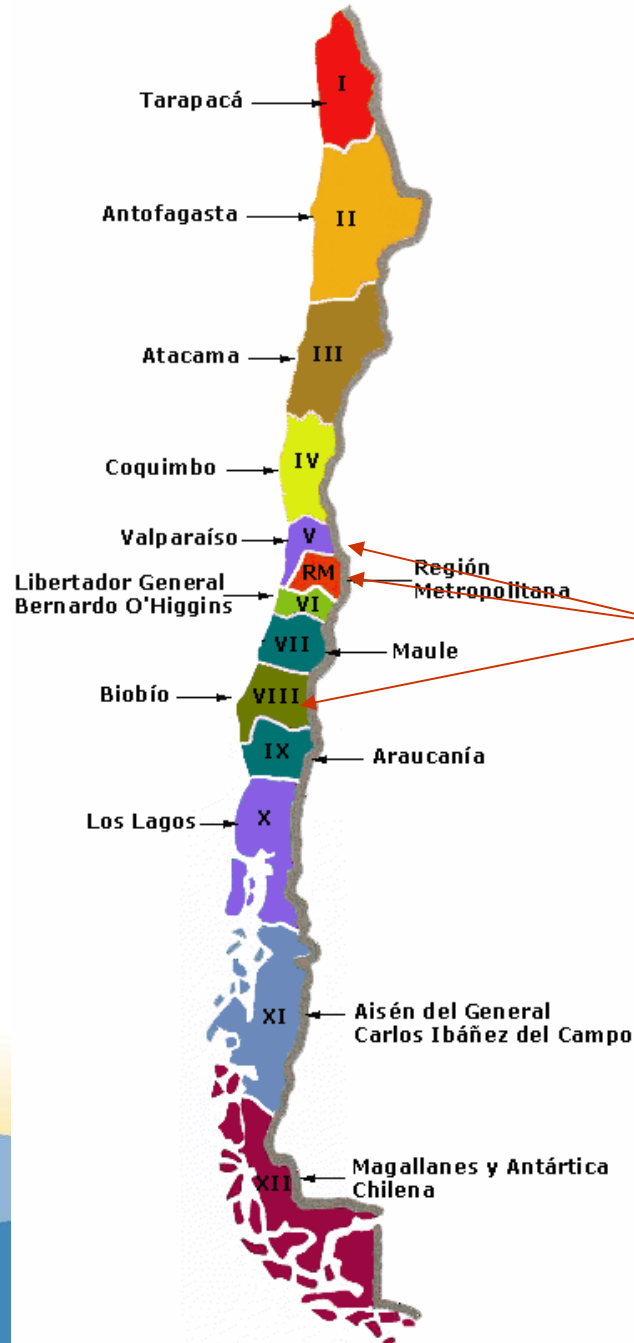 I
Tarapacá
Antofagasta
II
Atacama
III
Coquimbo
IV
Valparaíso
V
RM
Región
Metropolitana
Libertador General
Bernardo O'Higgins
VI
VII
Maule
Biobío
VIII
IX
Araucanía
Los Lagos
X
XI
Aisén del General
Carlos Ibáñez del Campo
Magallanes y Antártica
Chilena
XII